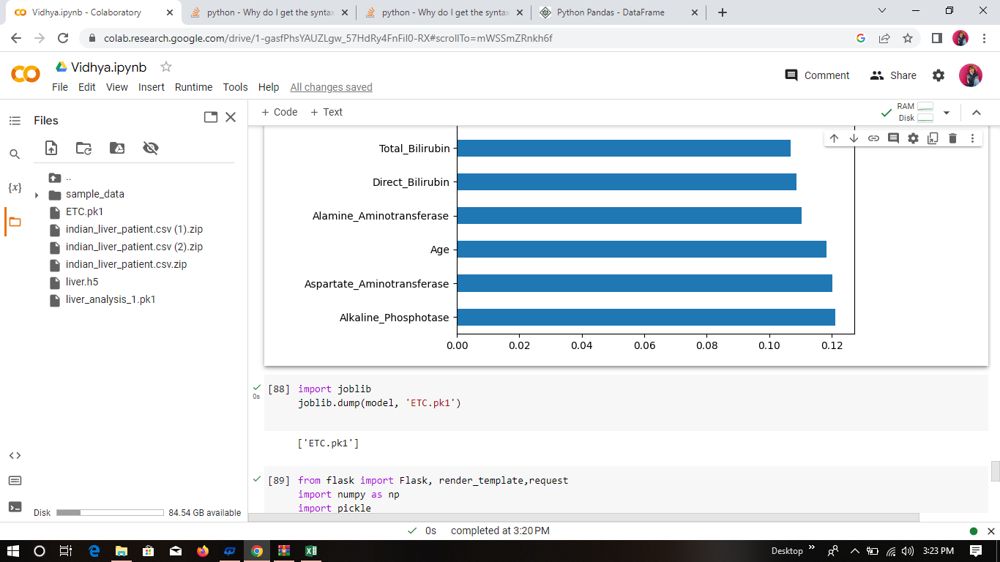 Vidhya.ipynb - Colaboratory
python - Why do I get the syntax
python - Why do I get the syntax
Python Pandas - DataFrame
colab.research.google.com/drive/1-gasfPhsYAUZLgw_57HdRy4FnFil0-RX#scrollTo=mWSSmZRnkh6f
Vidhya.ipynb
Comment
Share
File Edit View Insert Runtime Tools Help All changes saved
Files
+ Code + Text
RAM
Disk
{x}
..
sample_data
ETC.pk1
indian_liver_patient.csv (1).zip
indian_liver_patient.csv (2).zip
indian_liver_patient.csv.zip
liver.h5
liver_analysis_1.pk1
Disk
84.54 GB available
Total_Bilirubin
Direct_Bilirubin
Alamine_Aminotransferase
Age
Aspartate_Aminotransferase
Alkaline_Phosphotase
0.00 0.02 0.04 0.06 0.08 0.10 0.12
0s
[88] import joblib
joblib.dump(model, 'ETC.pk1')
['ETC.pk1']
[89] from flask import Flask, render_template,request
import numpy as np
import pickle
0s completed at 3:20 PM
Desktop
3:23 PM